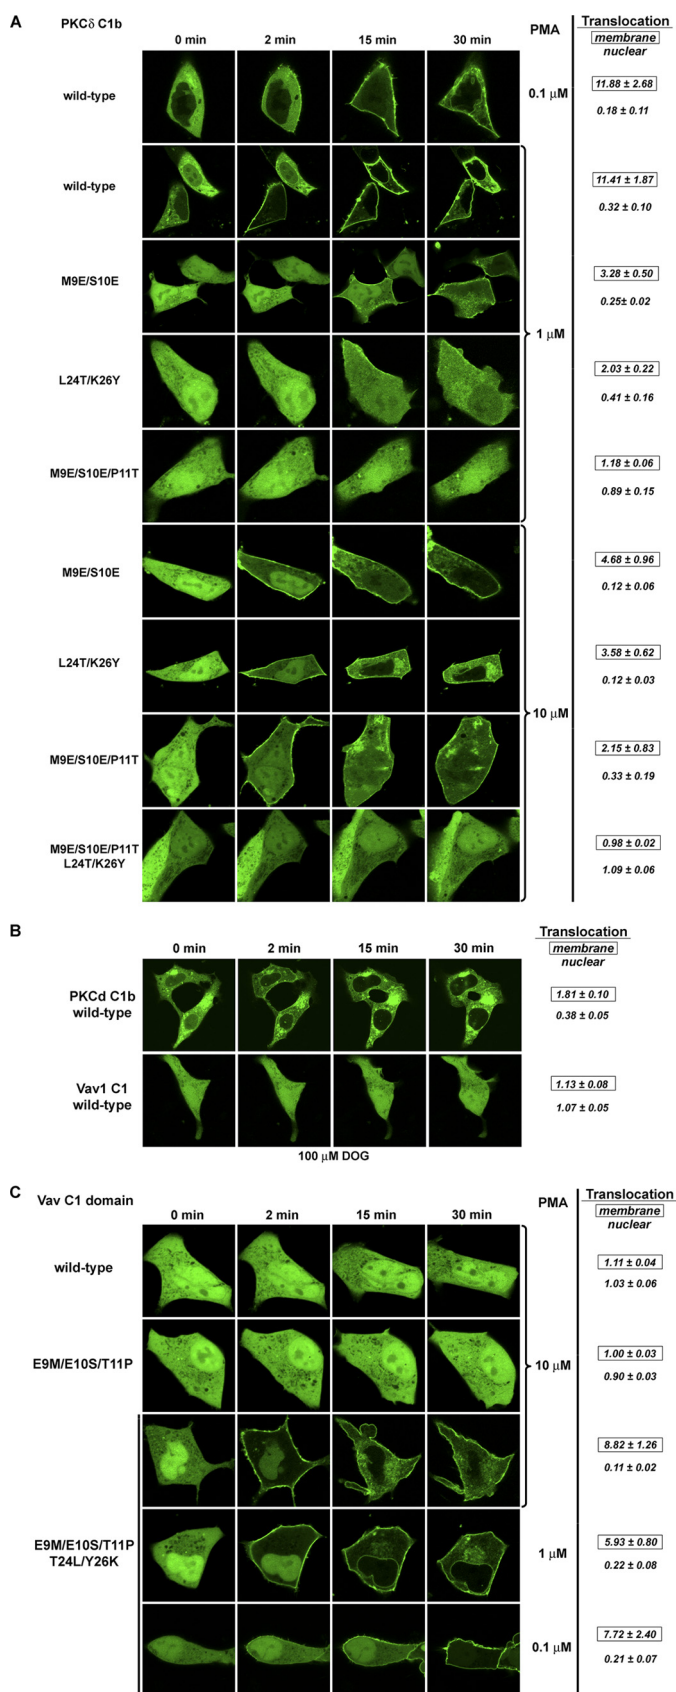 A
PKCδ C1b
0 min 2 min 15 min 30 min
PMA
Translocation
membrane
nuclear
wild-type
0.1 μM
11.88 ± 2.68
0.18 ± 0.11
wild-type
11.41 ± 1.87
0.32 ± 0.10
M9E/S10E
3.28 ± 0.50
0.25± 0.02
1 μM
L24T/K26Y
2.03 ± 0.22
0.41 ± 0.16
M9E/S10E/P11T
1.18 ± 0.06
0.89 ± 0.15
M9E/S10E
4.68 ± 0.96
0.12 ± 0.06
L24T/K26Y
3.58 ± 0.62
0.12 ± 0.03
10 μM
M9E/S10E/P11T
2.15 ± 0.83
0.33 ± 0.19
M9E/S10E/P11T
L24T/K26Y
0.98 ± 0.02
1.09 ± 0.06
B
0 min 2 min 15 min 30 min
Translocation
membrane
nuclear
PKCd C1b
wild-type
1.81 ± 0.10
0.38 ± 0.05
Vav1 C1
wild-type
1.13 ± 0.08
1.07 ± 0.05
100 μM DOG
C
Vav C1 domain
0 min 2 min 15 min 30 min
PMA
Translocation
membrane
nuclear
wild-type
1.11 ± 0.04
1.03 ± 0.06
E9M/E10S/T11P
10 μM
1.00 ± 0.03
0.90 ± 0.03
8.82 ± 1.26
0.11 ± 0.02
E9M/E10S/T11P
T24L/Y26K
1 μM
5.93 ± 0.80
0.22 ± 0.08
0.1 μM
7.72 ± 2.40
0.21 ± 0.07